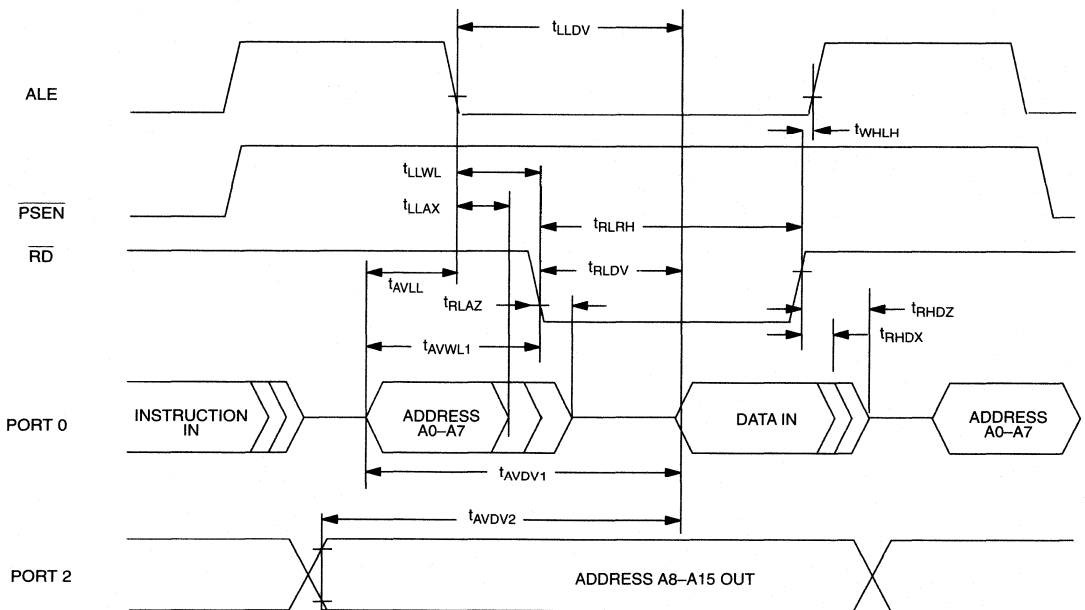 tLLDV
ALE
tWHLH
tLLWL
tLLAX
PSEN
tRLRH
RD
tRLDV
tAVLL
tRLAZ
tRHDZ
tRHDX
tAVWL1
PORT 0
INSTRUCTION
IN
ADDRESS
A0–A7
DATA IN
ADDRESS
A0–A7
tAVDV1
tAVDV2
PORT 2
ADDRESS A8–A15 OUT